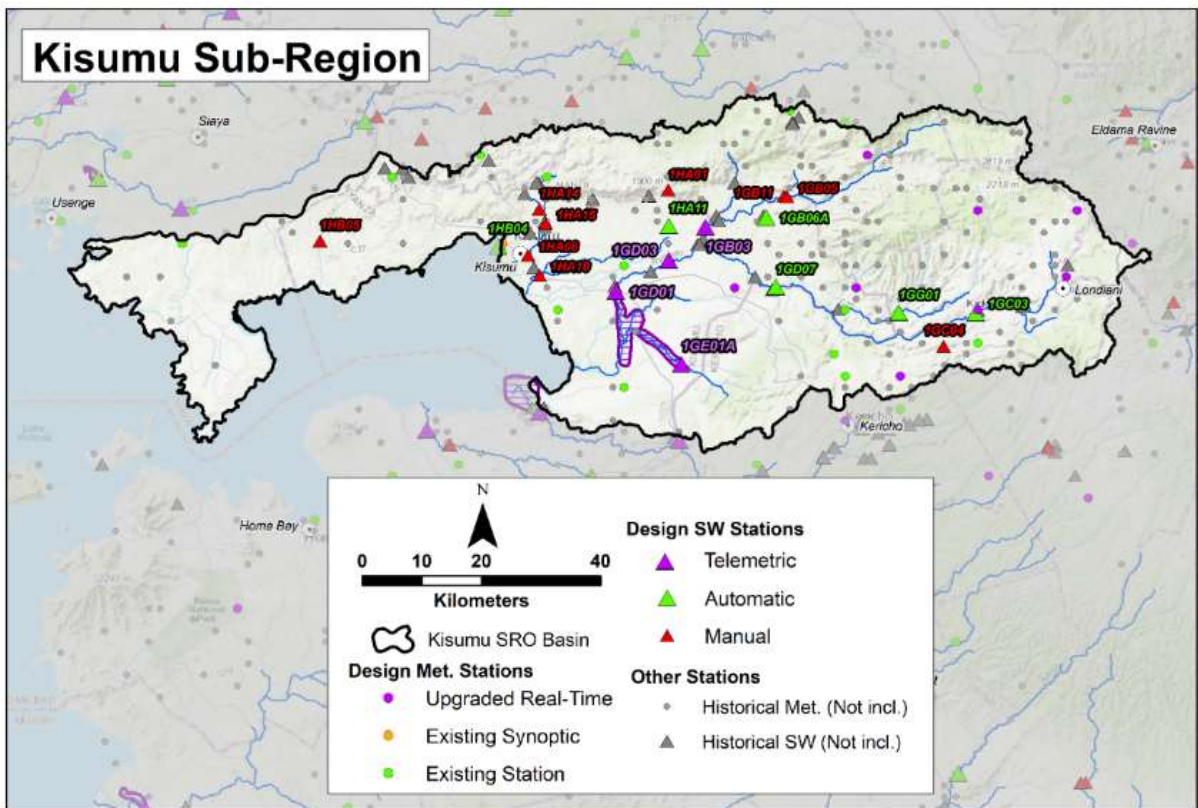 Kisumu Sub-Region
Siaya
Eldama Ravine
Usenge
1HA14
1HA01
1GB11
1GB05
1HB05
1HB04
1HA11
1GB06A
1GD03
1GB03
Kisumu
1GD07
1GD01
1GG01
1GC03
Londiani
1GE01A
1GC04
Kericho
Homa Bay
N
0 10 20 40
Kilometers
Kisumu SRO Basin
Design Met. Stations
Upgraded Real-Time
Existing Synoptic
Existing Station
Design SW Stations
Telemetric
Automatic
Manual
Other Stations
Historical Met. (Not incl.)
Historical SW (Not incl.)